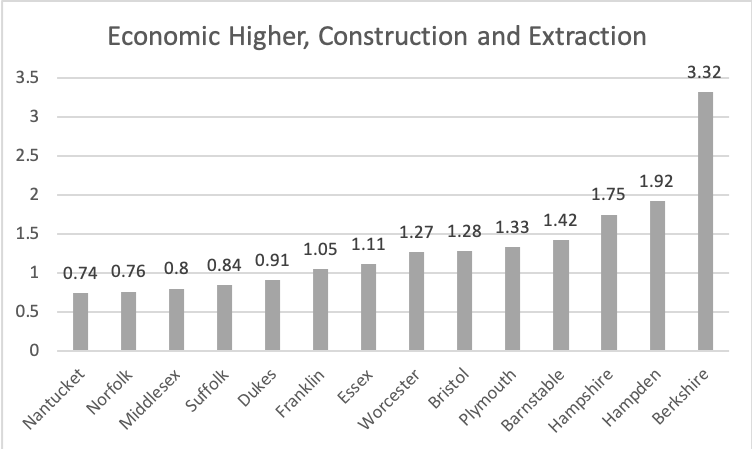 Economic Higher, Construction and Extraction
3.5
3
2.5
2
1.5
1
0.5
0
0.74
0.76
0.8
0.84
0.91
1.05
1.11
1.27
1.28
1.33
1.42
1.75
1.92
3.32
Nantucket
Norfolk
Middlesex
Suffolk
Dukes
Franklin
Essex
Worcester
Bristol
Plymouth
Barnstable
Hampshire
Hampden
Berkshire